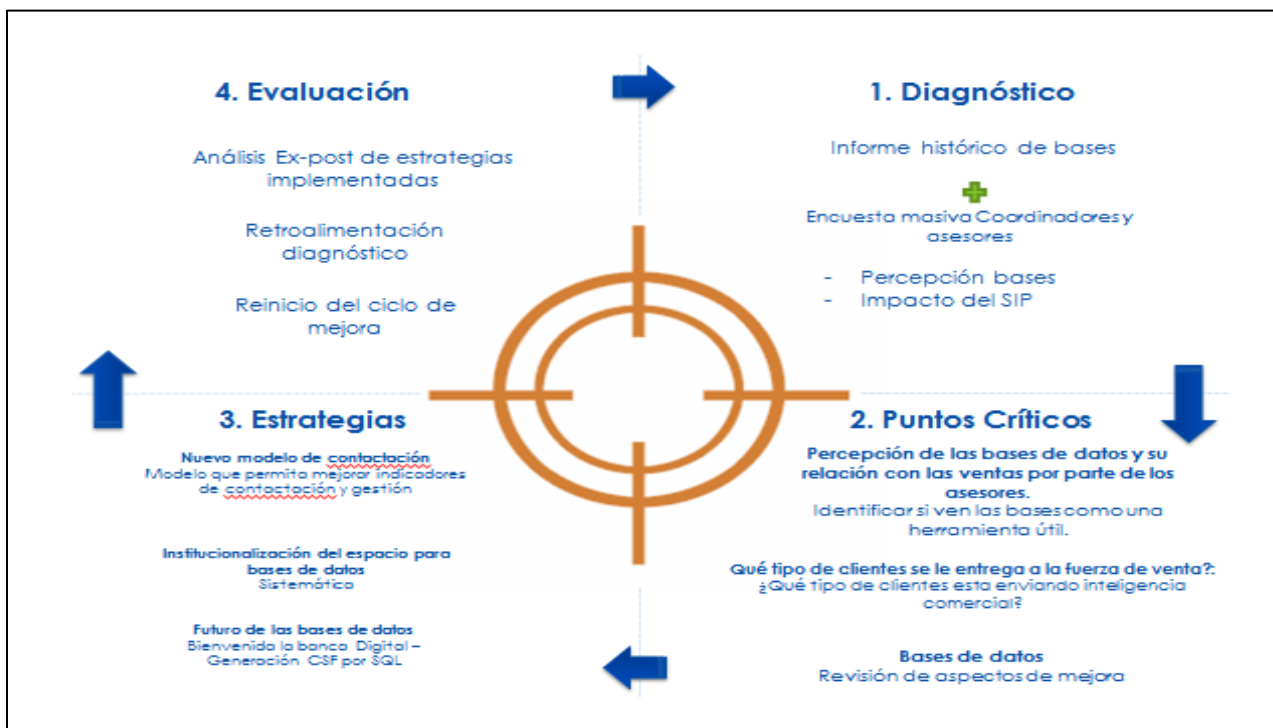 4. Evaluación
Análisis Ex-post de estrategias
implementadas
Retroalimentación
diagnóstico
Reinicio del ciclo de
mejora
1. Diagnóstico
Informe histórico de bases
Encuesta masiva Coordinadores y
asesores
- Percepción bases
- Impacto del SIP
2. Puntos Críticos
Percepción de las bases de datos y su
relación con las ventas por parte de los
asesores.
Identificar si ven las bases como una
herramienta útil.
Qué tipo de clientes se le entrega a la fuerza de venta?:
¿Qué tipo de clientes esta enviando inteligencia
comercial?
Bases de datos
Revisión de aspectos de mejora
3. Estrategias
Nuevo modelo de contactación
Modelo que permita mejorar indicadores
de contactación y gestión
Institucionalización del espacio para
bases de datos
Sistemática
Futuro de las bases de datos
Bienvenida la banca Digital –
Generación CSF por SQL